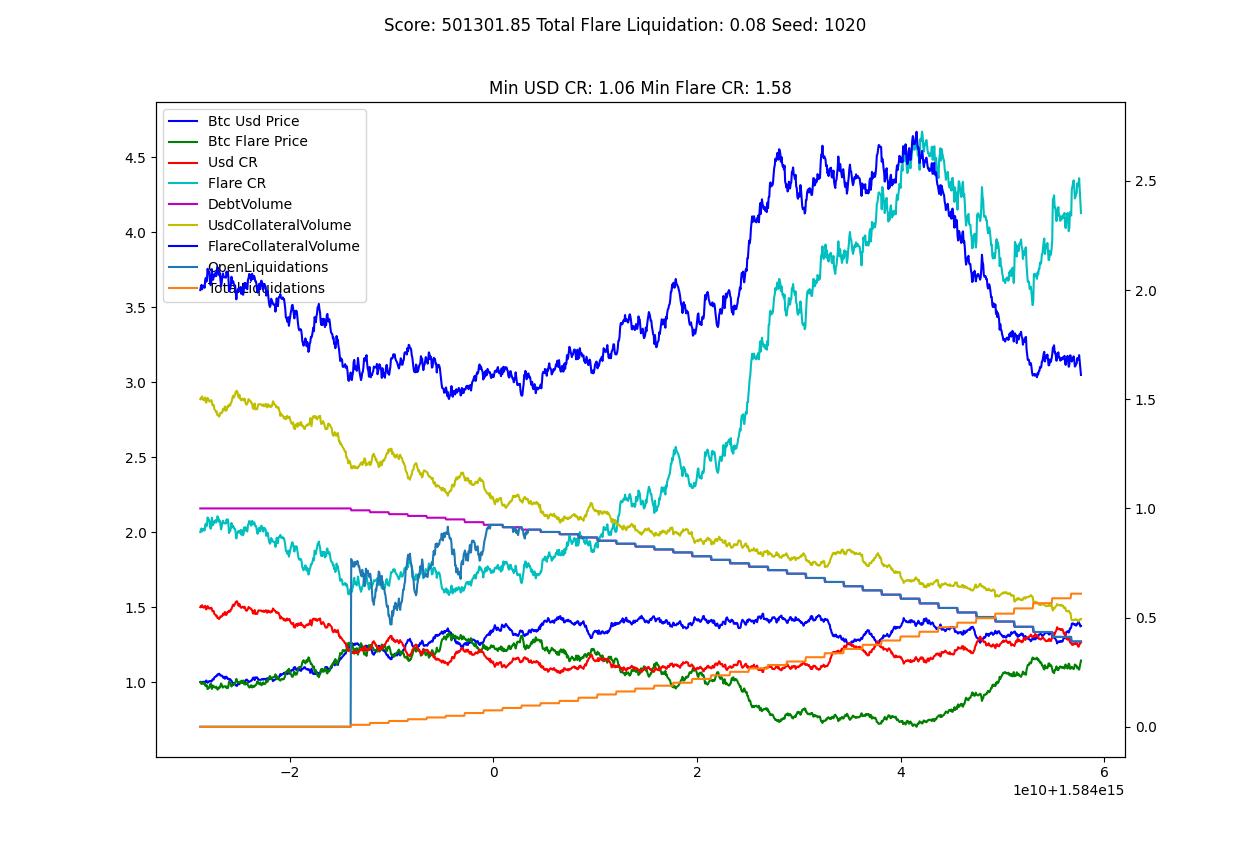 Score: 501301.85 Total Flare Liquidation: 0.08 Seed: 1020
Min USD CR: 1.06 Min Flare CR: 1.58
Btc Usd Price
Btc Flare Price
Usd CR
Flare CR
DebtVolume
UsdCollateralVolume
FlareCollateralVolume
OpenLiquidations
TotalLiquidations
4.5
4.0
3.5
3.0
2.5
2.0
1.5
1.0
2.5
2.0
1.5
1.0
0.5
0.0
−2
0
2
4
6
1e10+1.584e15